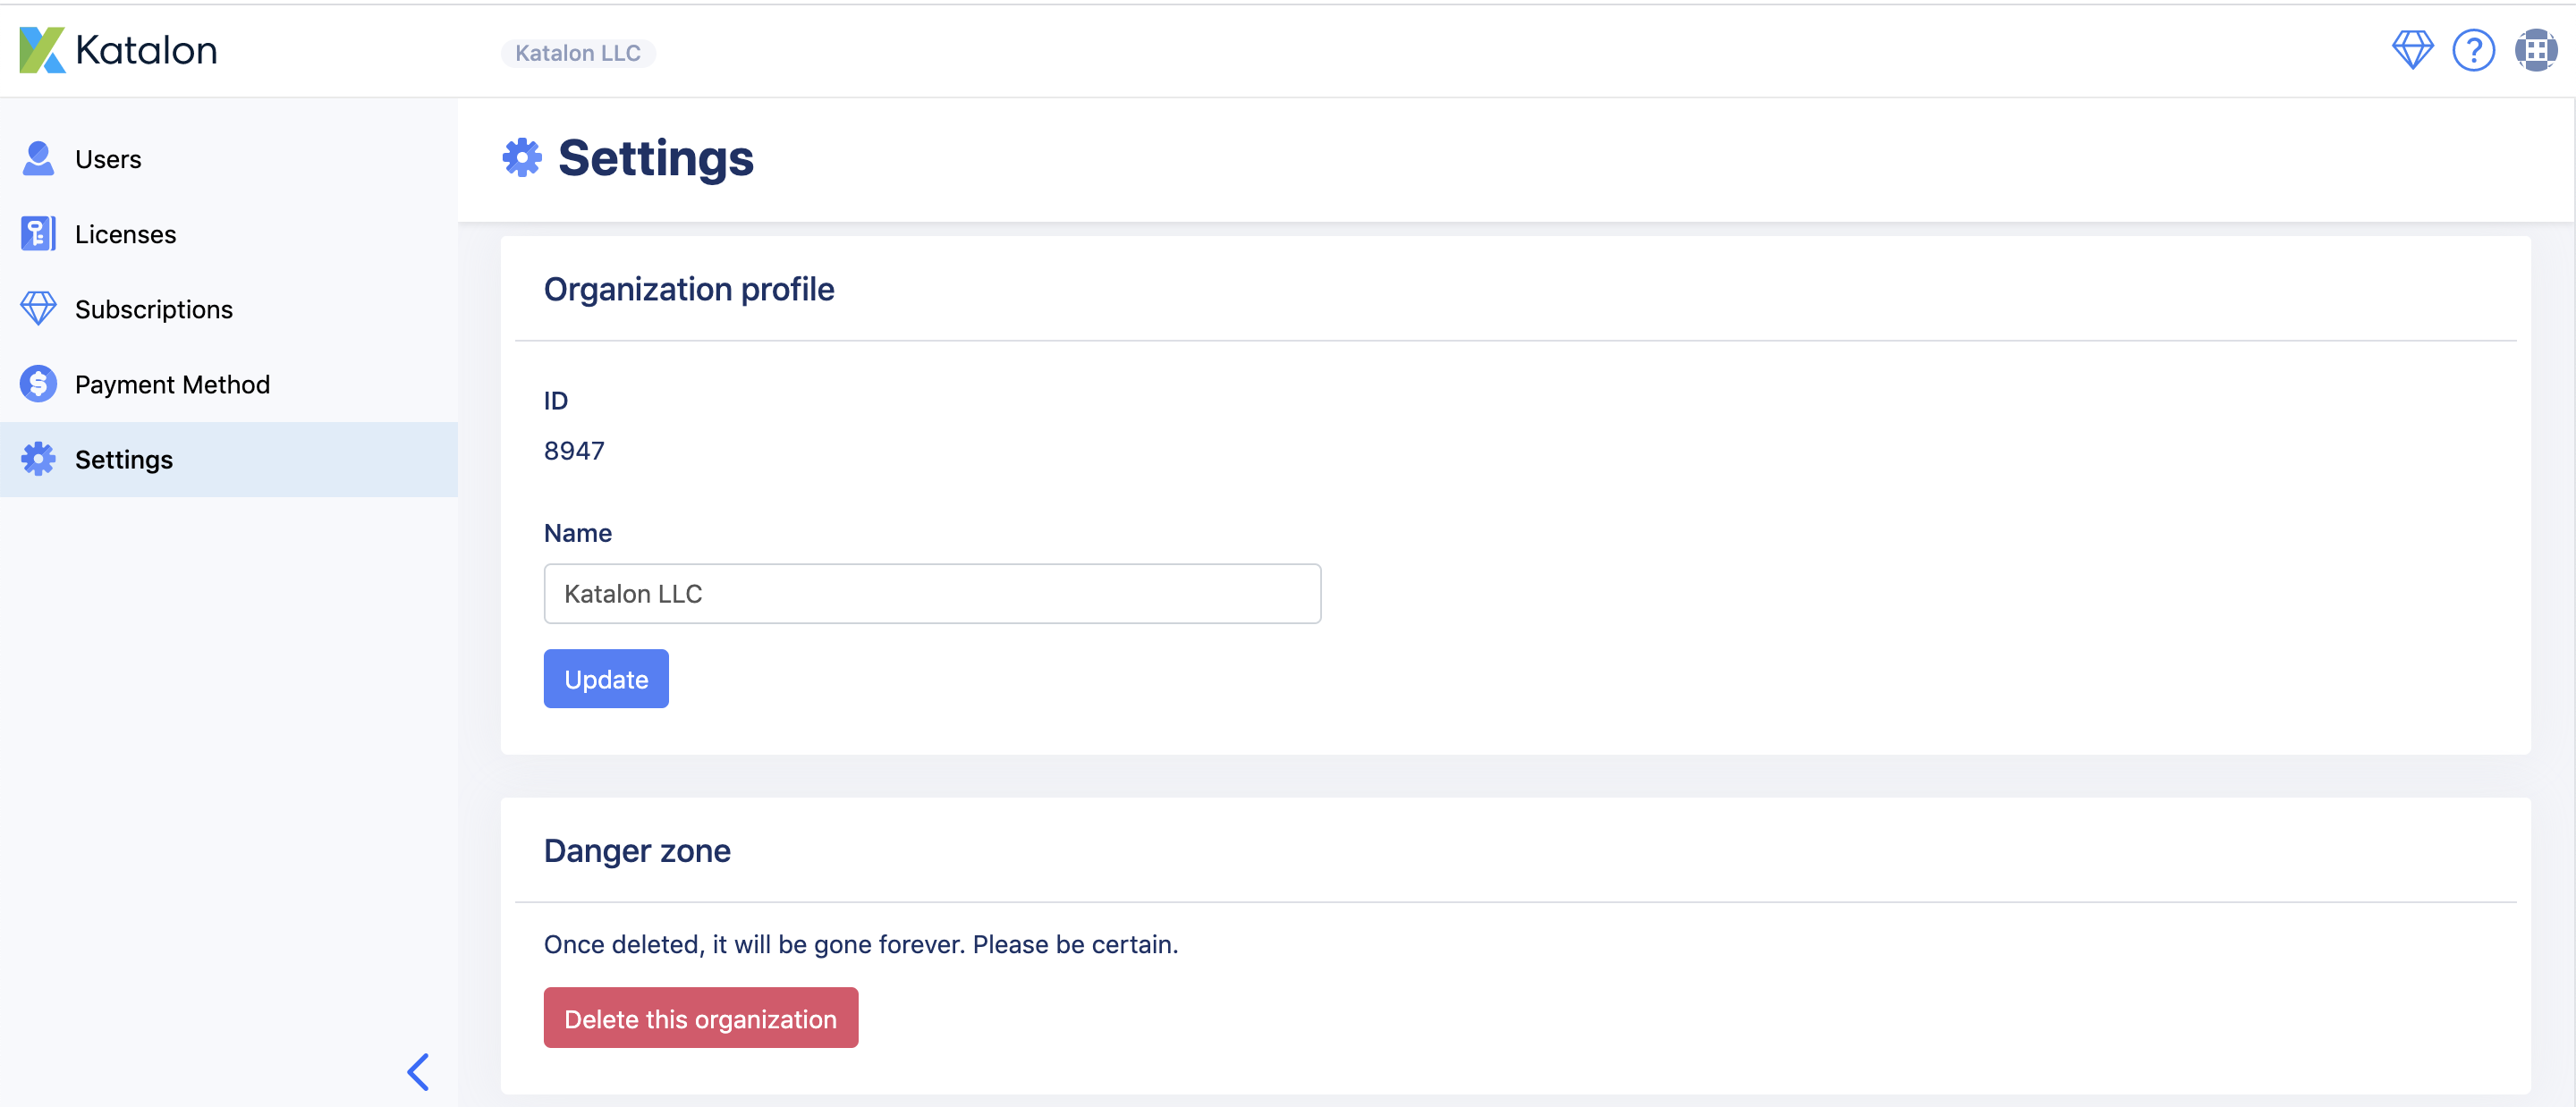 Katalon
Katalon LLC
?
Users
Licenses
Subscriptions
Payment Method
Settings
Settings
Organization profile
ID
8947
Name
Katalon LLC
Update
Danger zone
Once deleted, it will be gone forever. Please be certain.
Delete this organization